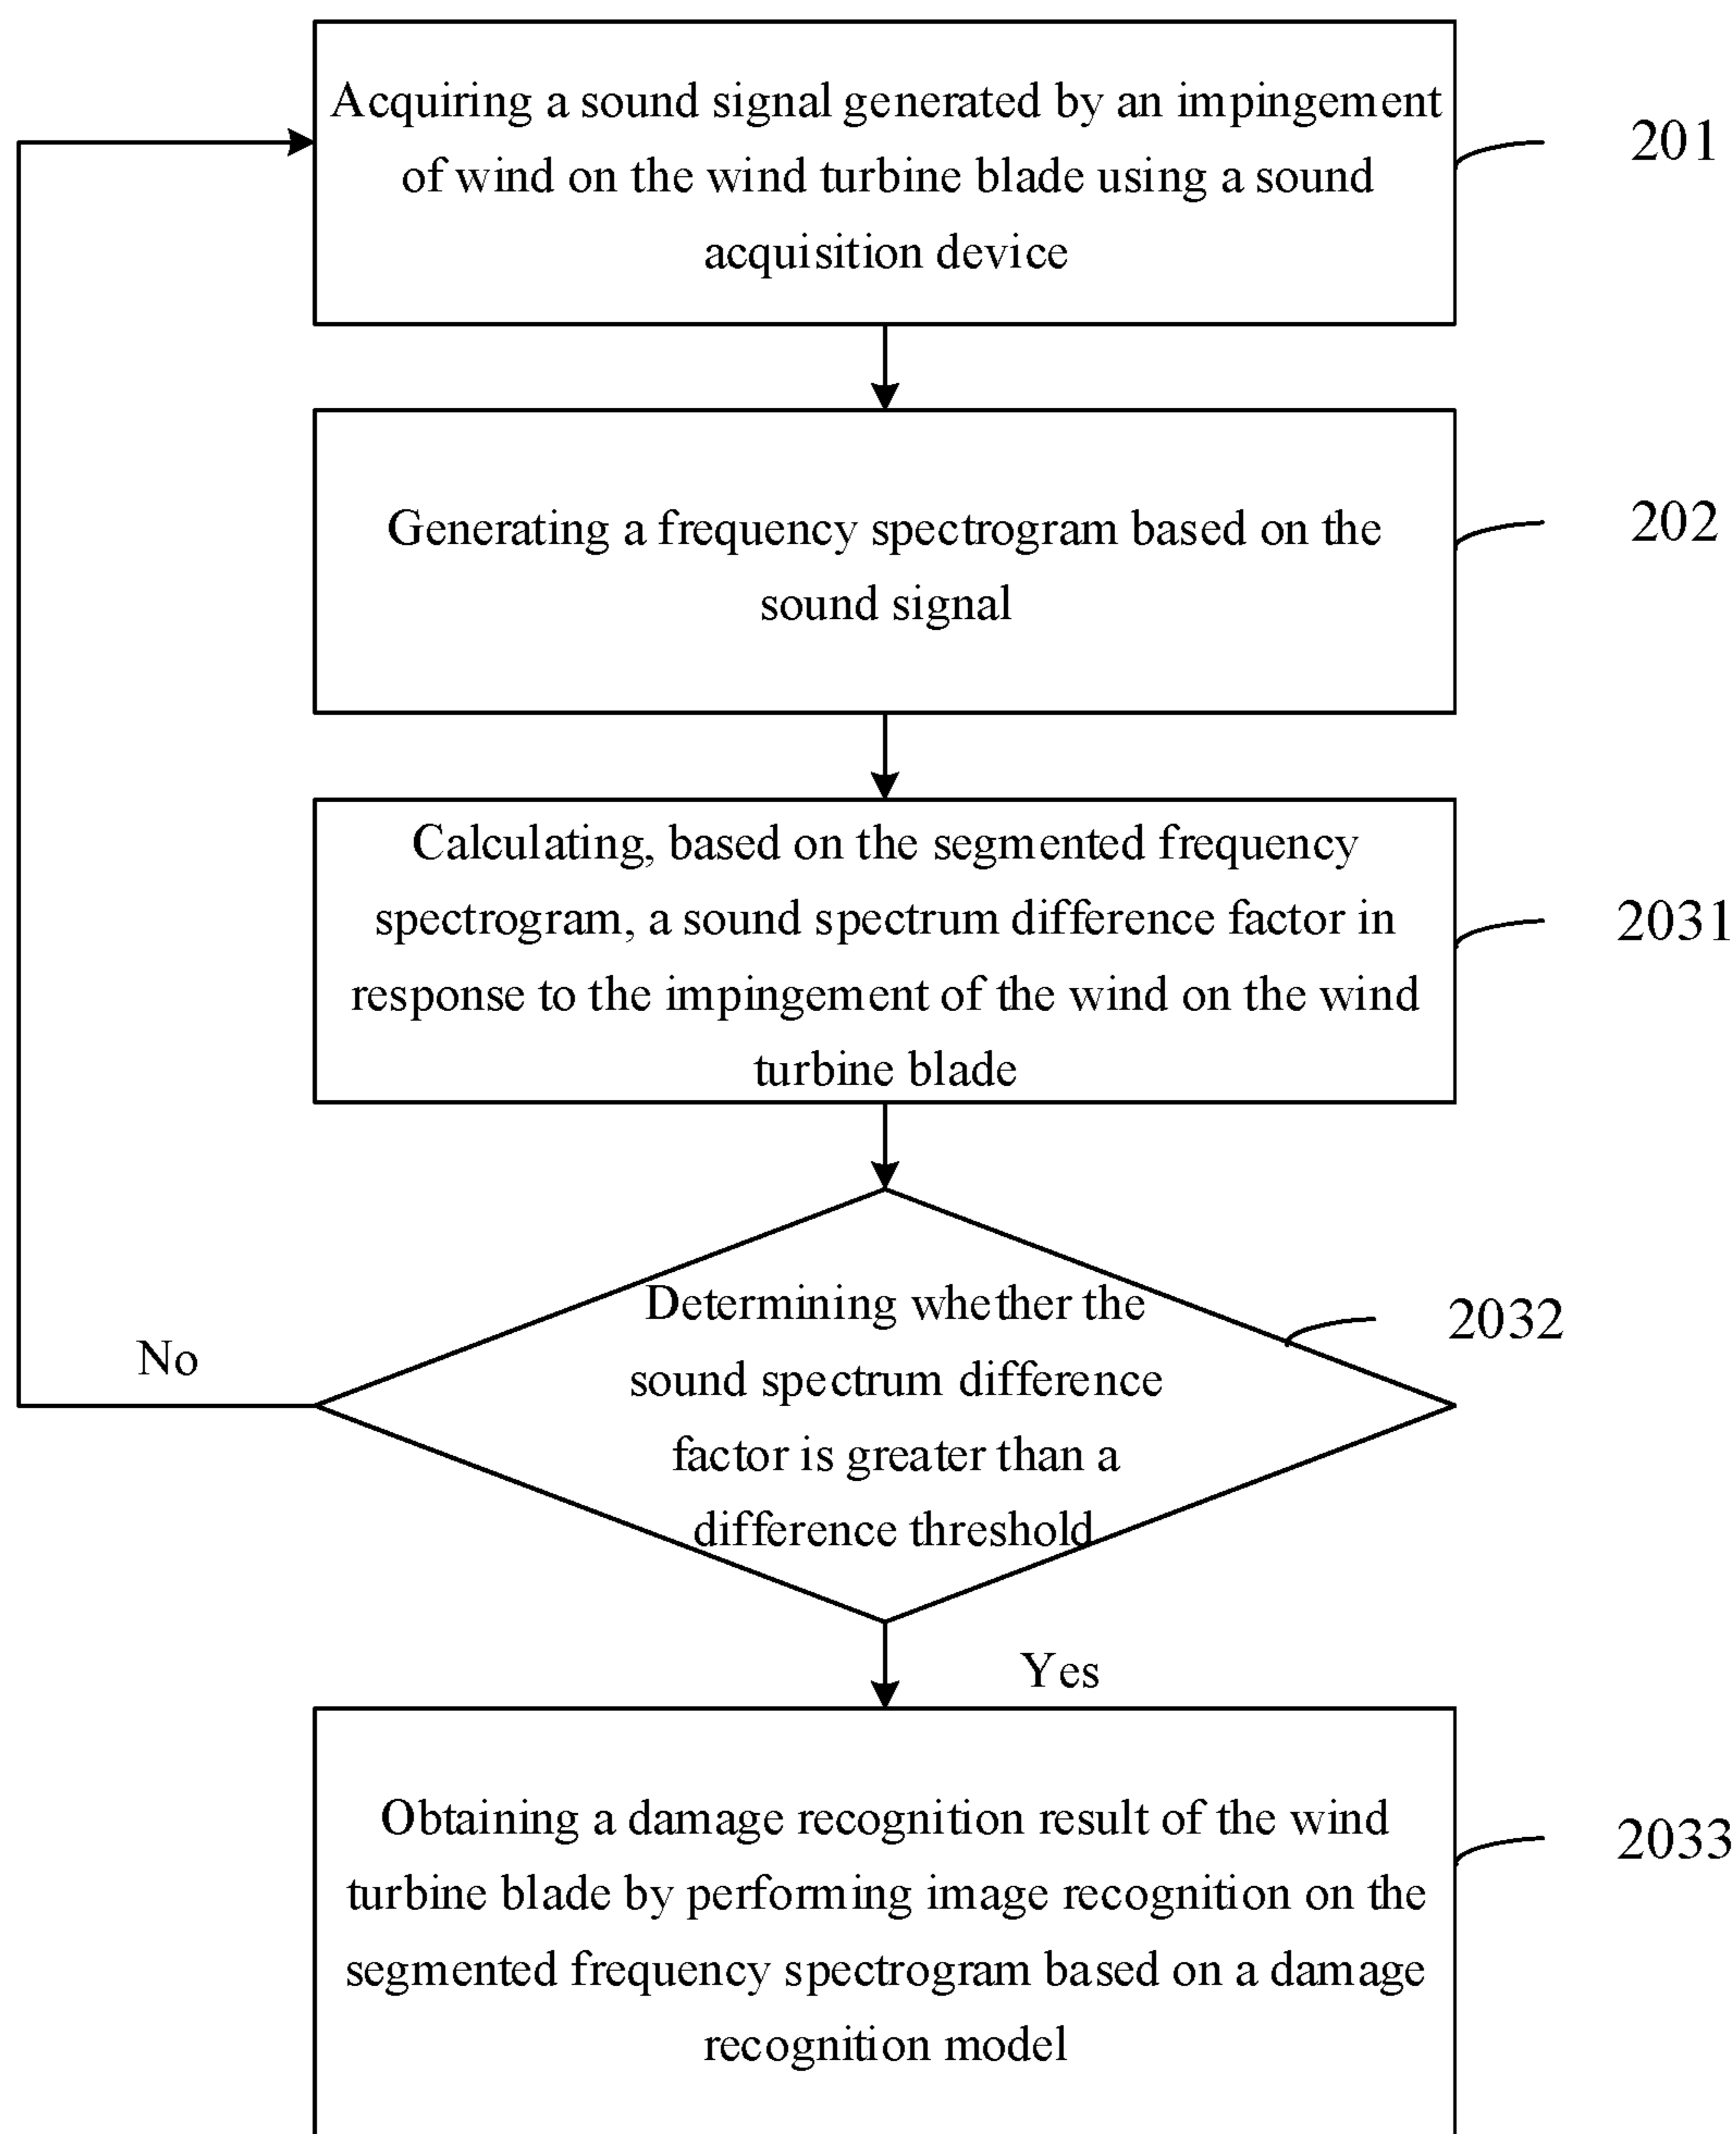 Acquiring a sound signal generated by an impingement
of wind on the wind turbine blade using a sound
acquisition device
201
Generating a frequency spectrogram based on the
sound signal
202
Calculating, based on the segmented frequency
spectrogram, a sound spectrum difference factor in
response to the impingement of the wind on the wind
turbine blade
2031
Determining whether the
sound spectrum difference
factor is greater than a
difference threshold
2032
No
Yes
Obtaining a damage recognition result of the wind
turbine blade by performing image recognition on the
segmented frequency spectrogram based on a damage
recognition model
2033